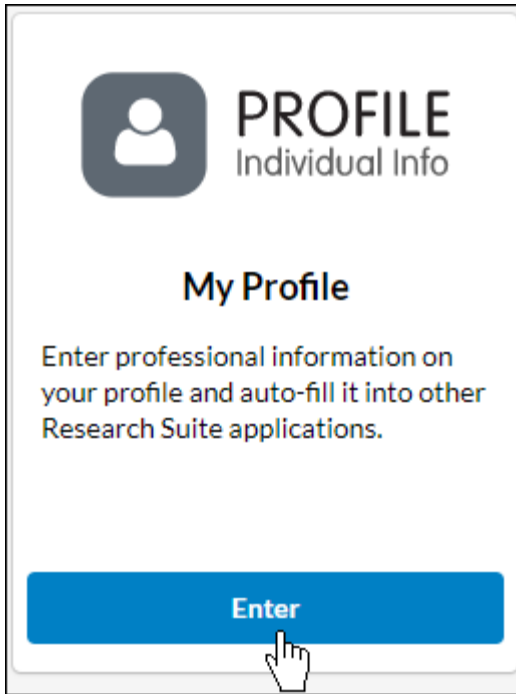 PROFILE
Individual Info
My Profile
Enter professional information on
your profile and auto-fill it into other
Research Suite applications.
Enter